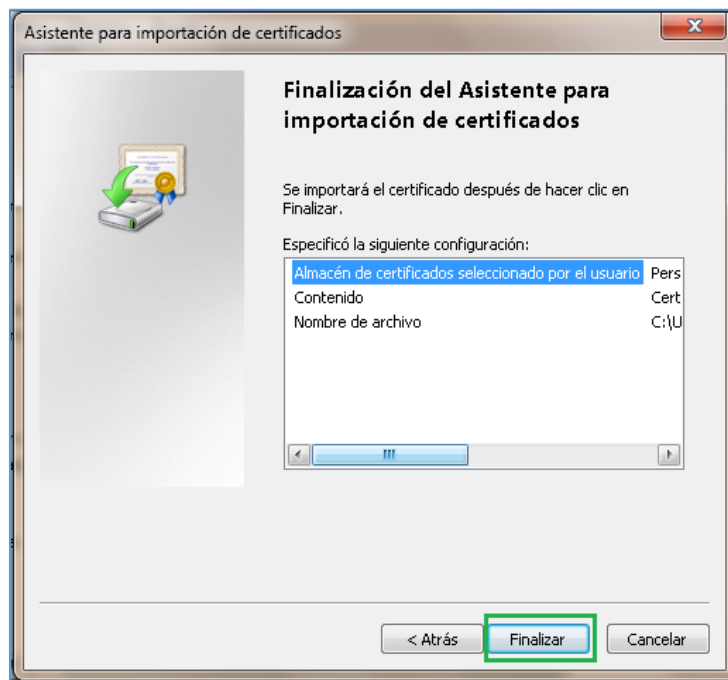 Asistente para importación de certificados
Finalización del Asistente para
importación de certificados
Se importará el certificado después de hacer clic en
Finalizar.
Especificó la siguiente configuración:
Almacén de certificados seleccionado por el usuario Pers
Contenido Cert
Nombre de archivo C:\U
< Atrás Finalizar Cancelar